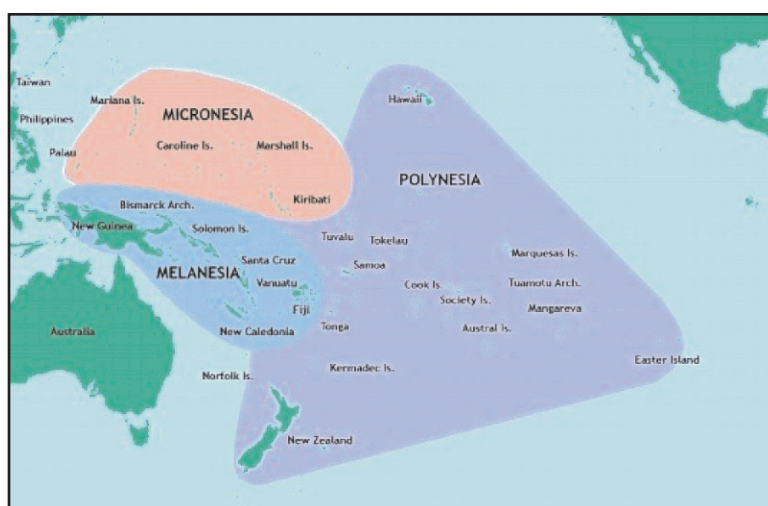 Taiwan
Mariana Is.
Hawaii
MICRONESIA
Philippines
Palau
Caroline Is.
Marshall Is.
POLYNESIA
Kiribati
Bismarck Arch.
New Guinea
Solomon Is.
Tuvalu
Tokelau
Marquesas Is.
Santa Cruz
Samoa
MELANESIA
Vanuatu
Cook Is.
Tuamotu Arch.
Society Is.
Fiji
Mangareva
Australia
New Caledonia
Tonga
Austral Is.
Easter Island
Norfolk Is.
Kermadec Is.
New Zealand